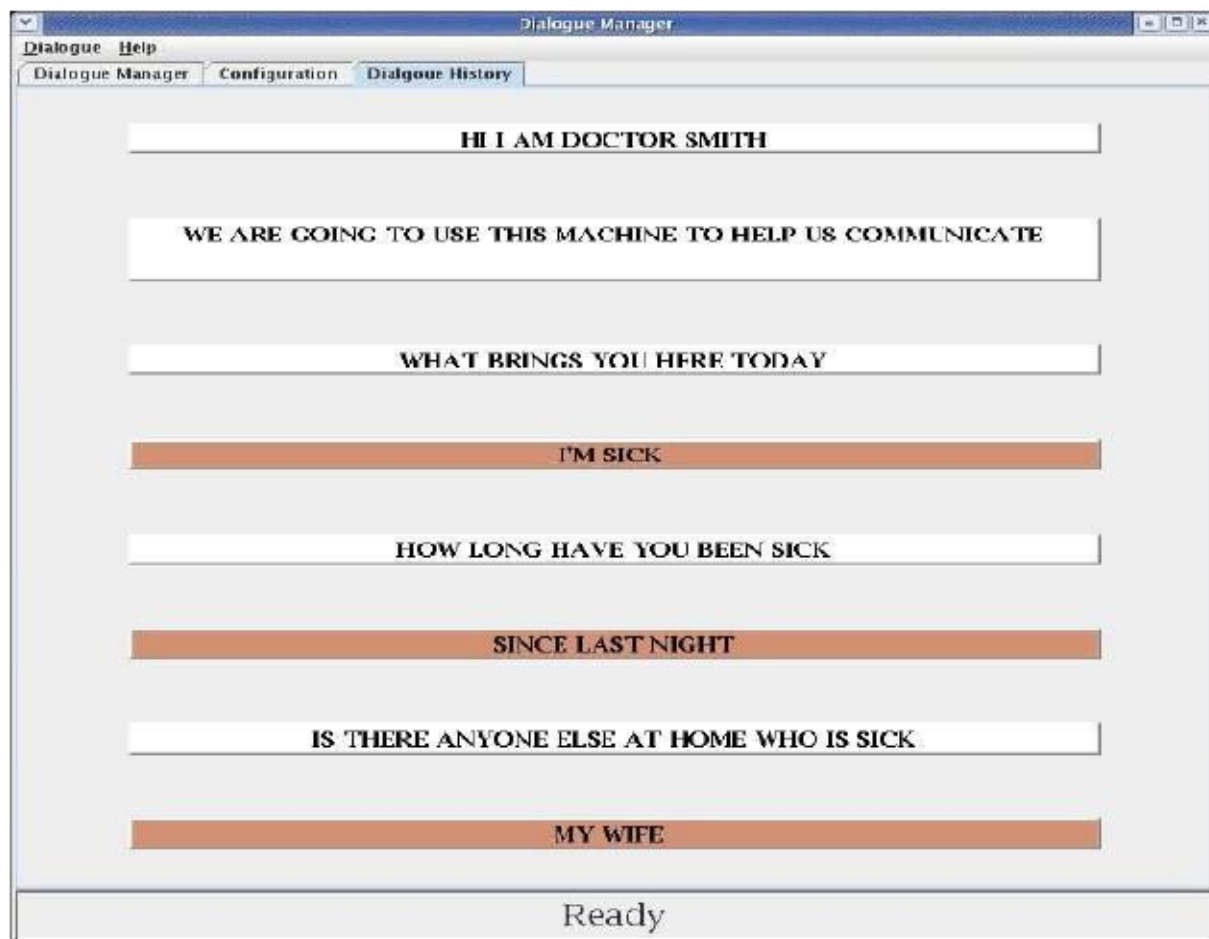 Dialogue Manager
Dialogue Help
Dialogue Manager Configuration Dialgoue History
HI I AM DOCTOR SMITH
WE ARE GOING TO USE THIS MACHINE TO HELP US COMMUNICATE
WHAT BRINGS YOU HERE TODAY
I'M SICK
HOW LONG HAVE YOU BEEN SICK
SINCE LAST NIGHT
IS THERE ANYONE ELSE AT HOME WHO IS SICK
MY WIFE
Ready